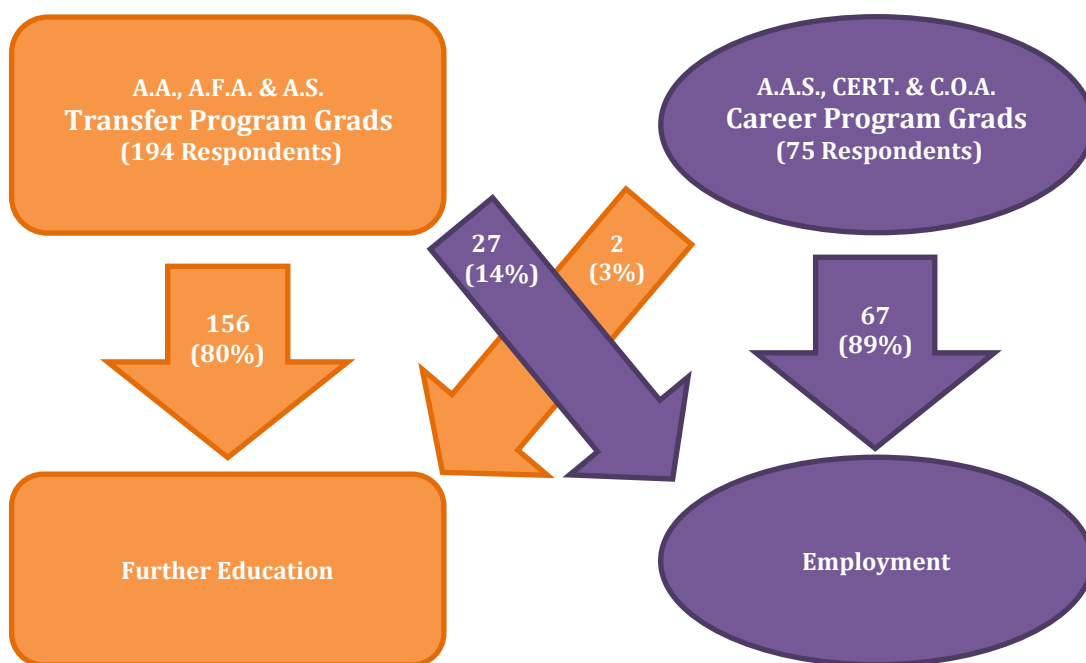 A.A., A.F.A. & A.S.
Transfer Program Grads
(194 Respondents)
A.A.S., CERT. & C.O.A.
Career Program Grads
(75 Respondents)
27
(14%)
2
(3%)
156
(80%)
67
(89%)
Further Education
Employment